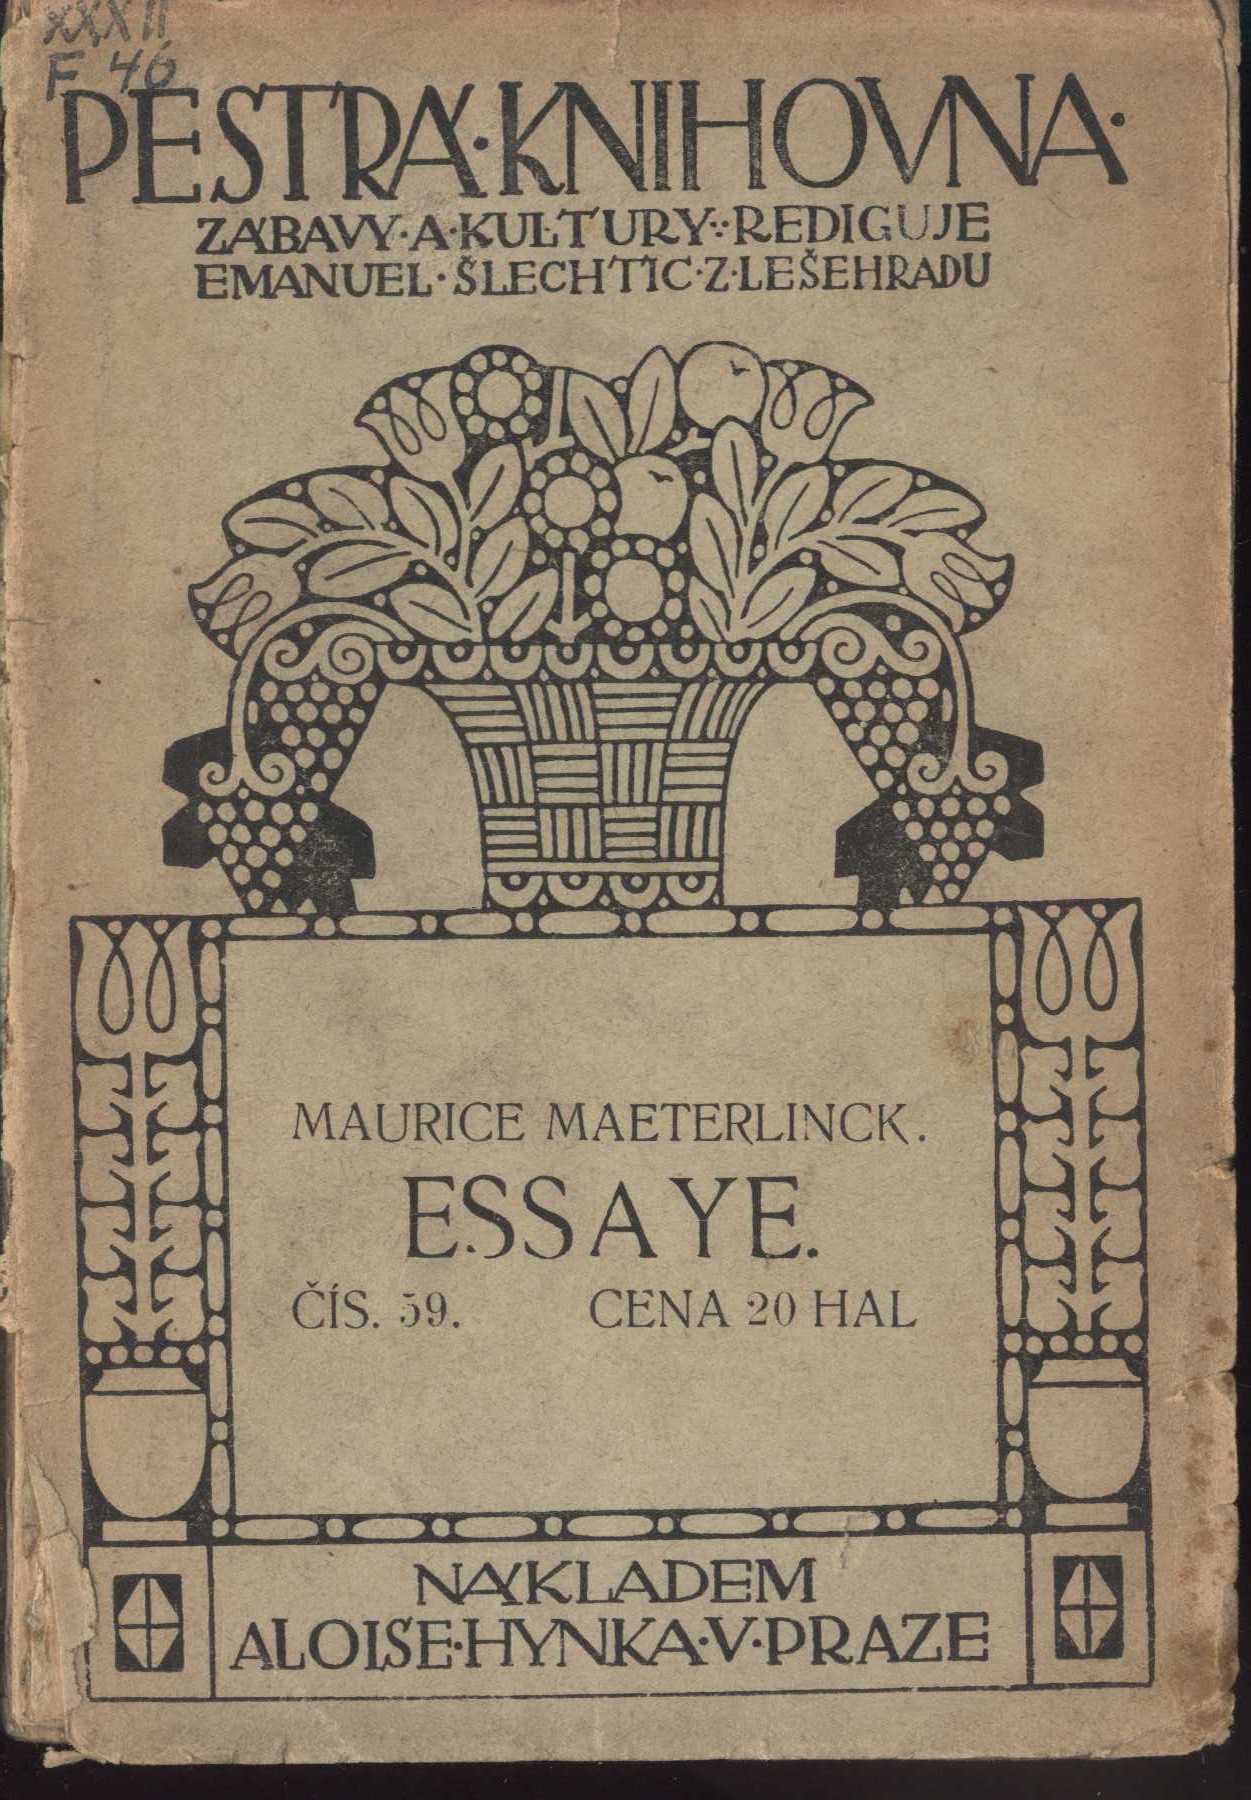 XXXII
F 46
PESTRÁ·KNIHOVNA·
ZÁBAVY·A·KULTURY··REDIGUJE
EMANUEL·ŠLECHTIC·Z·LEŠEHRADU
MAURICE MAETERLINCK.
ESSAYE.
ČÍS. 59. CENA 20 HAL
NÁKLADEM
ALOISE·HYNKA·V·PRAZE